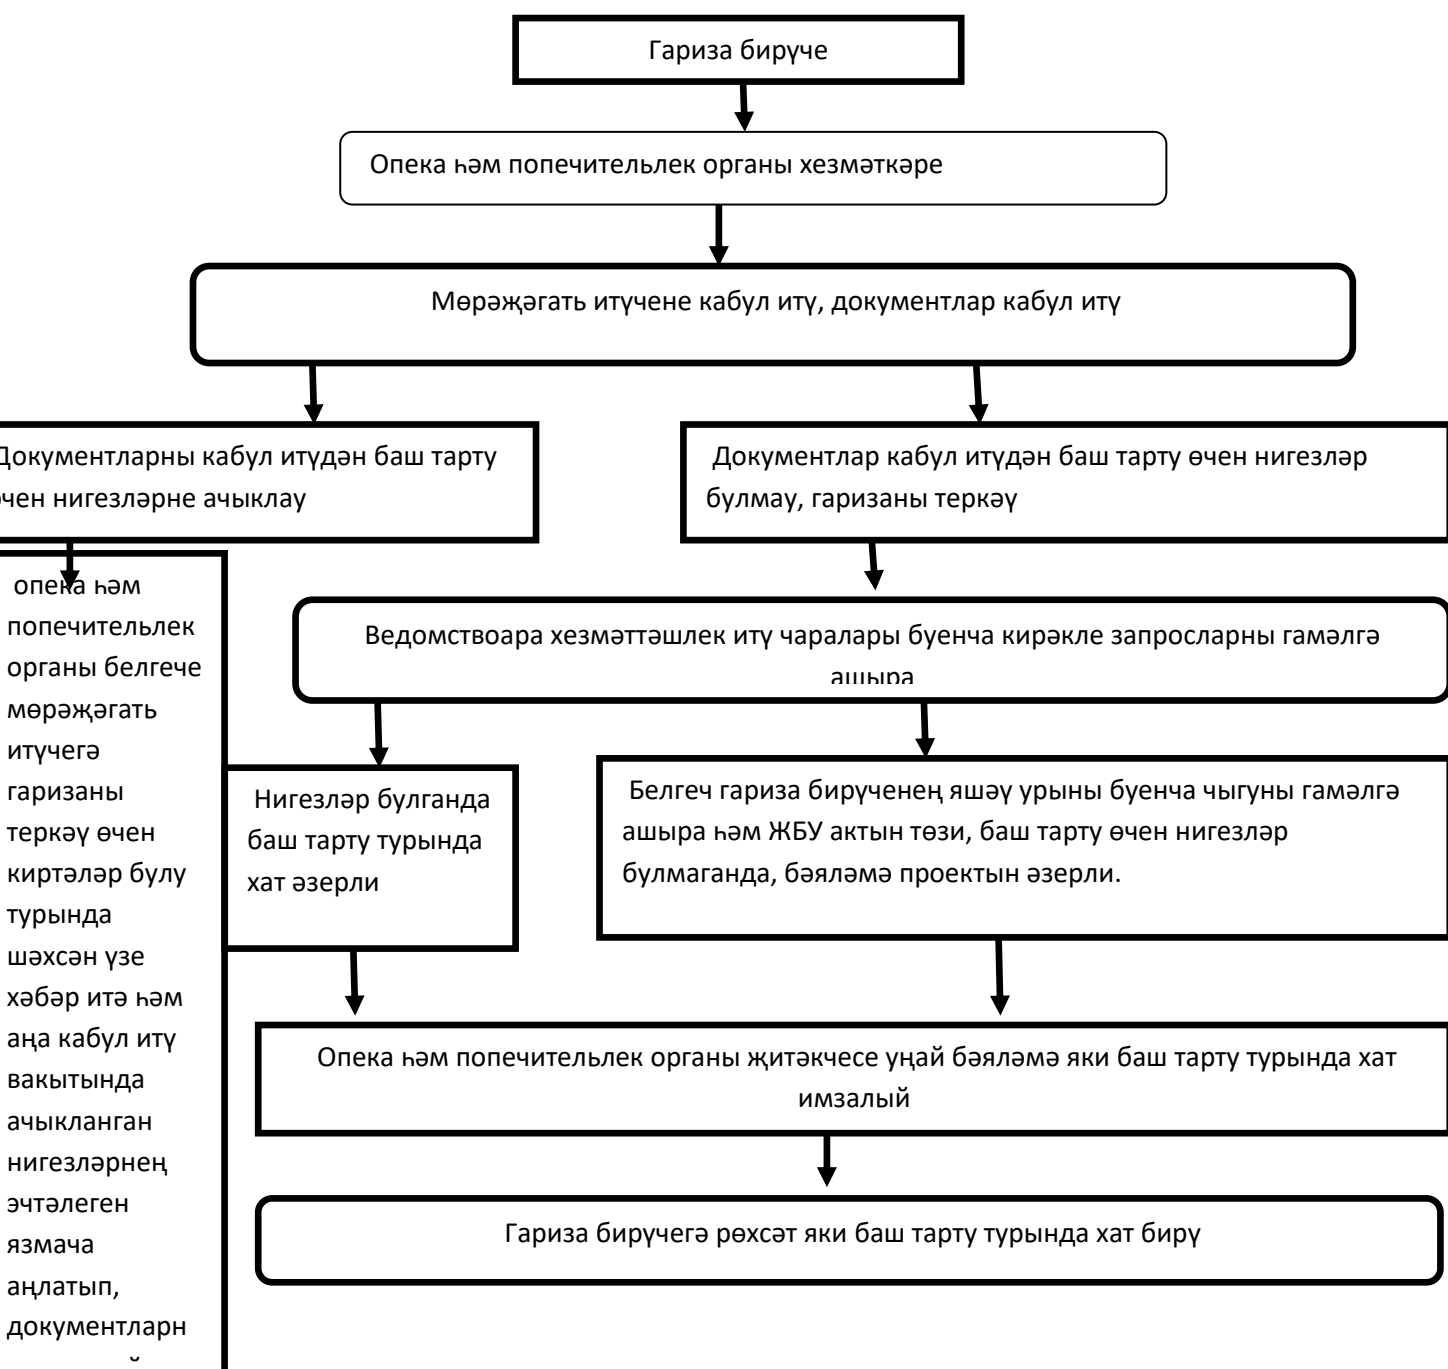 Гариза бирүче
Опека һәм попечительлек органы хезмәткәре
Мөрәҗәгать итүчене кабул итү, документлар кабул итү
Документларны кабул итүдән баш тарту
өчен нигезләрне ачыклау
Документлар кабул итүдән баш тарту өчен нигезләр
булмау, гаризаны теркәү
опека һәм
попечительлек
органы белгече
мөрәҗәгать
итүчегә
гаризаны
теркәү өчен
киртәләр булу
турында
шәхсән үзе
хәбәр итә һәм
аңа кабул итү
вакытында
ачыкланган
нигезләрнең
эчтәлеген
язмача
аңлатып,
документларн
Ведомствоара хезмәттәшлек итү чаралары буенча кирәкле запросларны гамәлгә
ашыра
Нигезләр булганда
баш тарту турында
хат әзерли
Белгеч гариза бирүченең яшәү урыны буенча чыгуны гамәлгә
ашыра һәм ЖБУ актын төзи, баш тарту өчен нигезләр
булмаганда, бәяләмә проектын әзерли.
Опека һәм попечительлек органы җитәкчесе уңай бәяләмә яки баш тарту турында хат
имзалый
Гариза бирүчегә рөхсәт яки баш тарту турында хат бирү